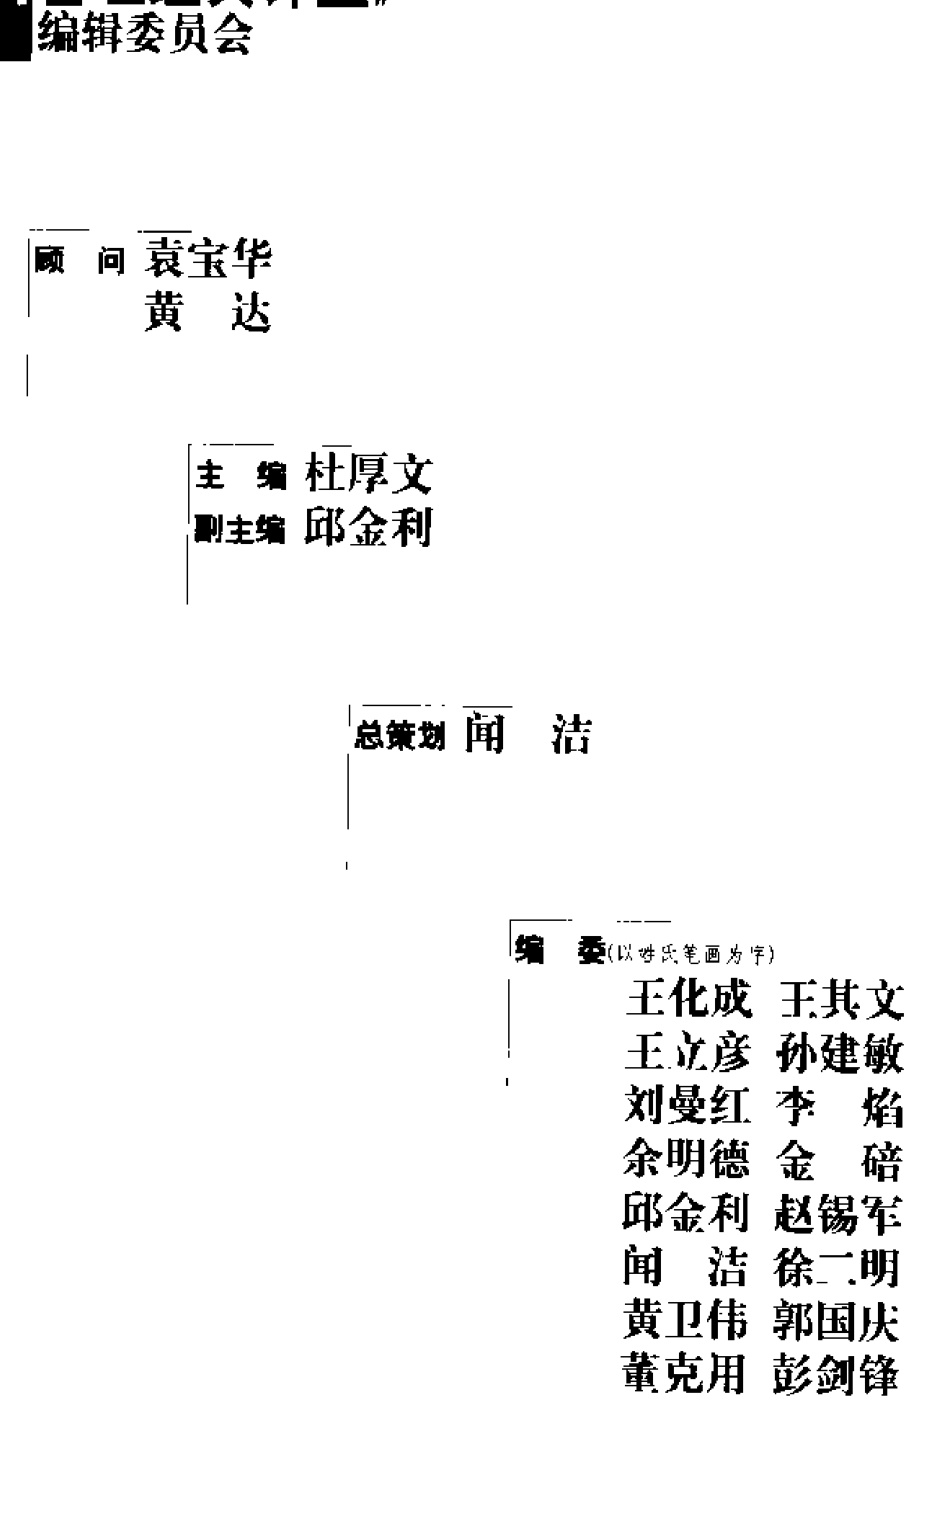 编辑委员会
顾 问 袁宝华
黄 达
主 编 杜厚文
副主编 邱金利
总策划 闻 洁
编 委(以姓氏笔画为序)
王化成 王其文
王立彦 孙建敏
刘曼红 李 焰
余明德 金 碚
邱金利 赵锡军
闻 洁 徐二明
黄卫伟 郭国庆
董克用 彭剑锋